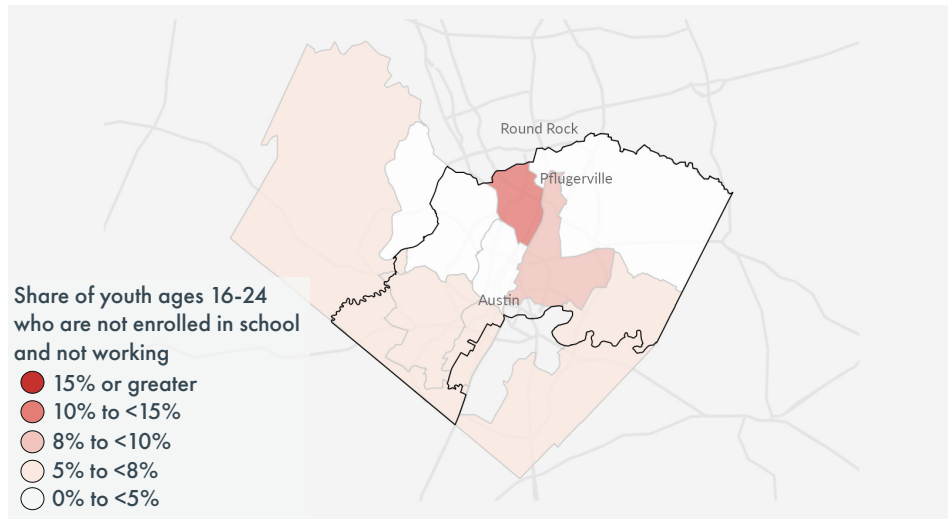 Round Rock
Pflugerville
Austin
Share of youth ages 16-24
who are not enrolled in school
and not working
15% or greater
10% to <15%
8% to <10%
5% to <8%
0% to <5%